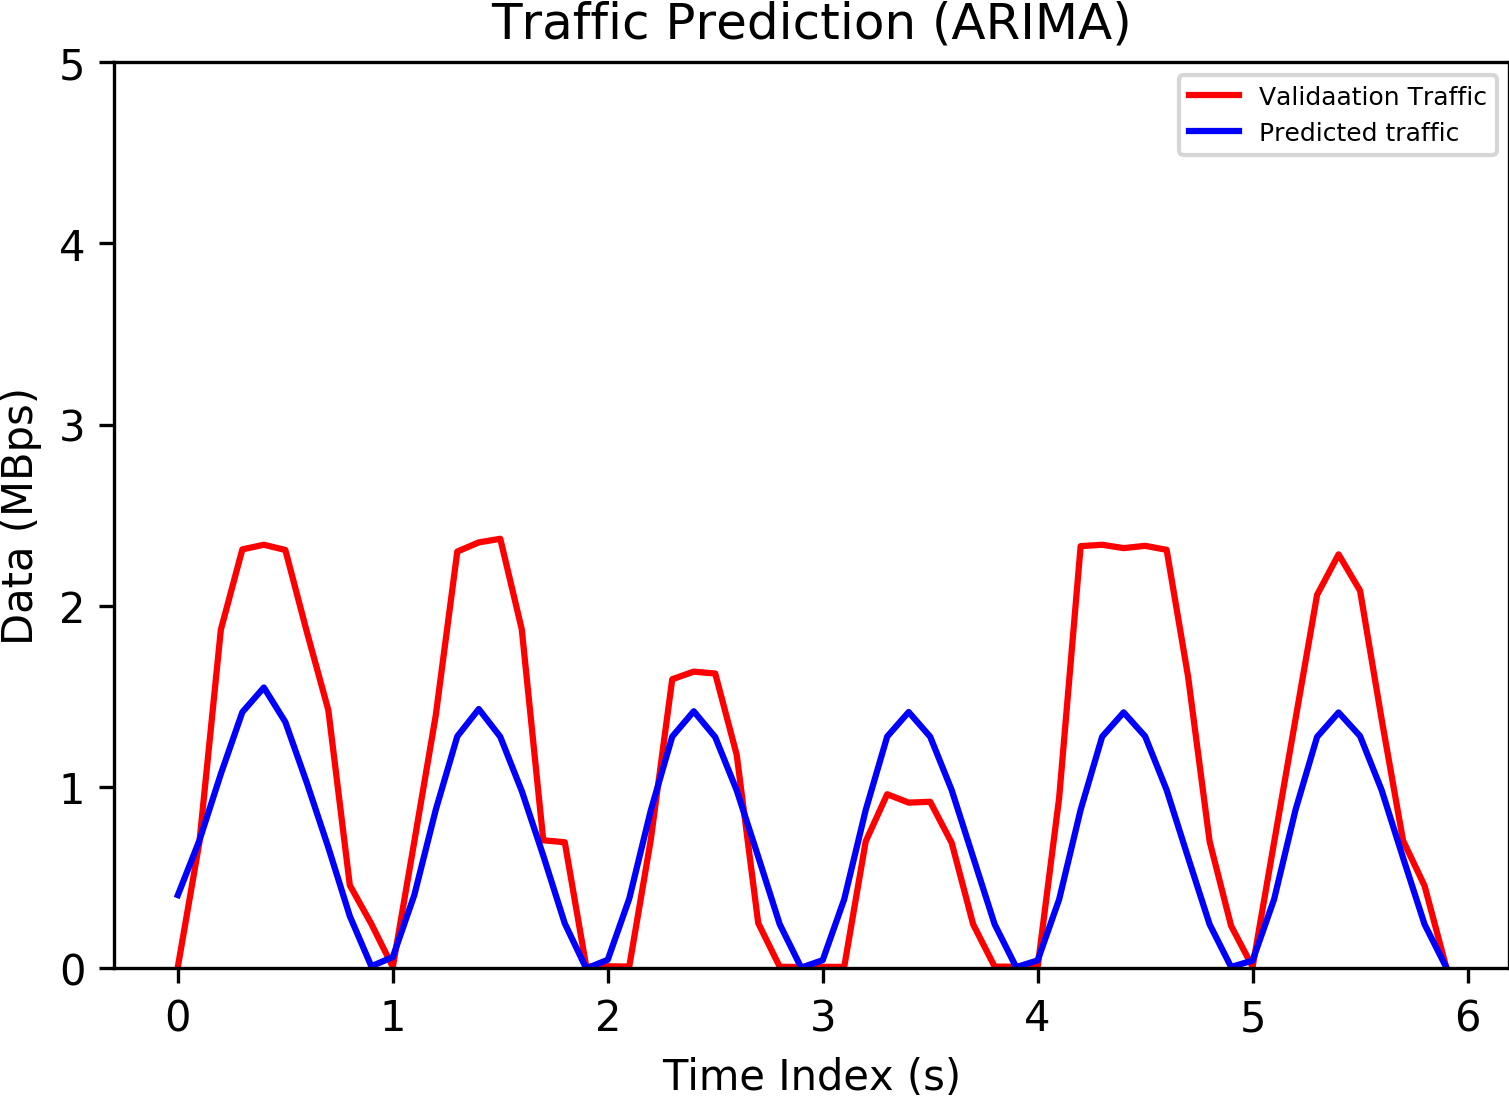 Traffic Prediction (ARIMA)
Validaation Traffic
Predicted traffic
5
4
3
2
1
0
Data (MBps)
0 1 2 3 4 5 6
Time Index (s)